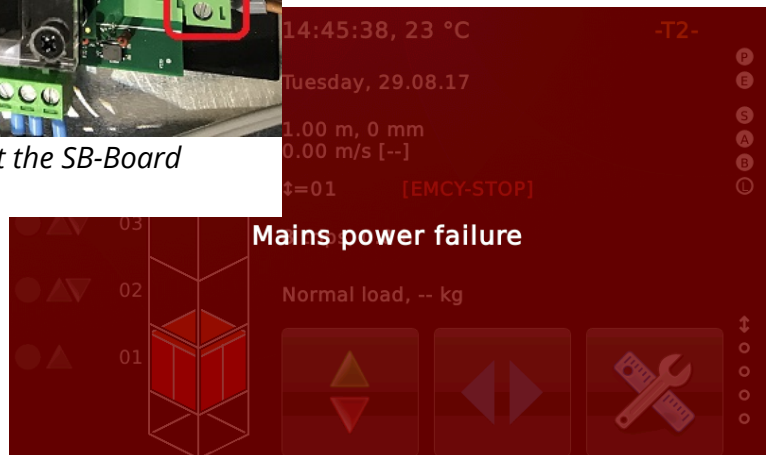 14:45:38, 23 °C
-T2-
P
Tuesday, 29.08.17
E
S
1.00 m, 0 mm
A
t the SB-Board
0.00 m/s [--]
B
↕=01
[EMCY-STOP]
L
03
Mains power failure
02
Normal load, -- kg
01